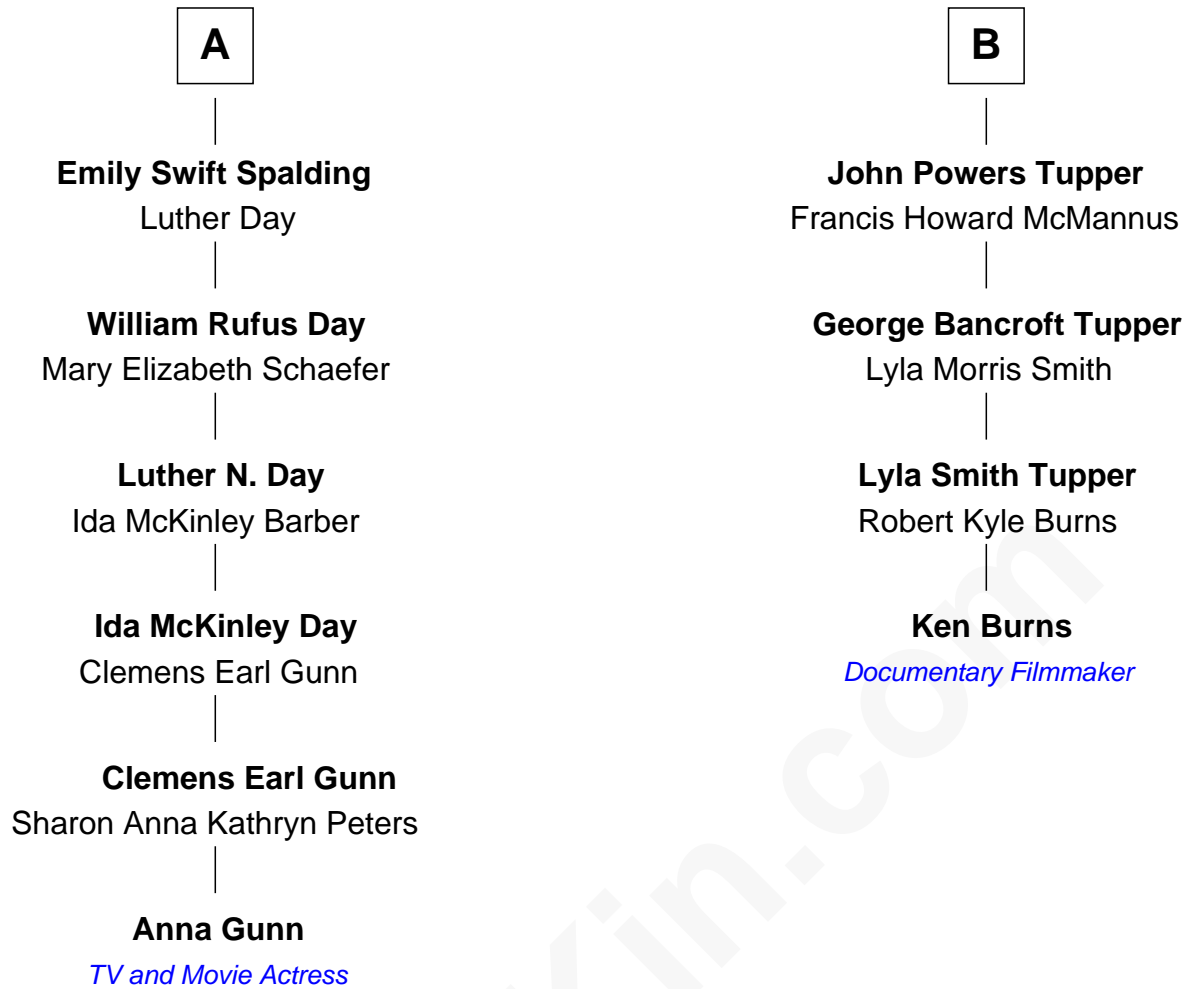 A
Emily Swift Spalding
Luther Day
William Rufus Day
Mary Elizabeth Schaefer
Luther N. Day
Ida McKinley Barber
Ida McKinley Day
Clemens Earl Gunn
Clemens Earl Gunn
Sharon Anna Kathryn Peters
Anna Gunn
TV and Movie Actress
B
John Powers Tupper
Francis Howard McMannus
George Bancroft Tupper
Lyla Morris Smith
Lyla Smith Tupper
Robert Kyle Burns
Ken Burns
Documentary Filmmaker
Kin.com